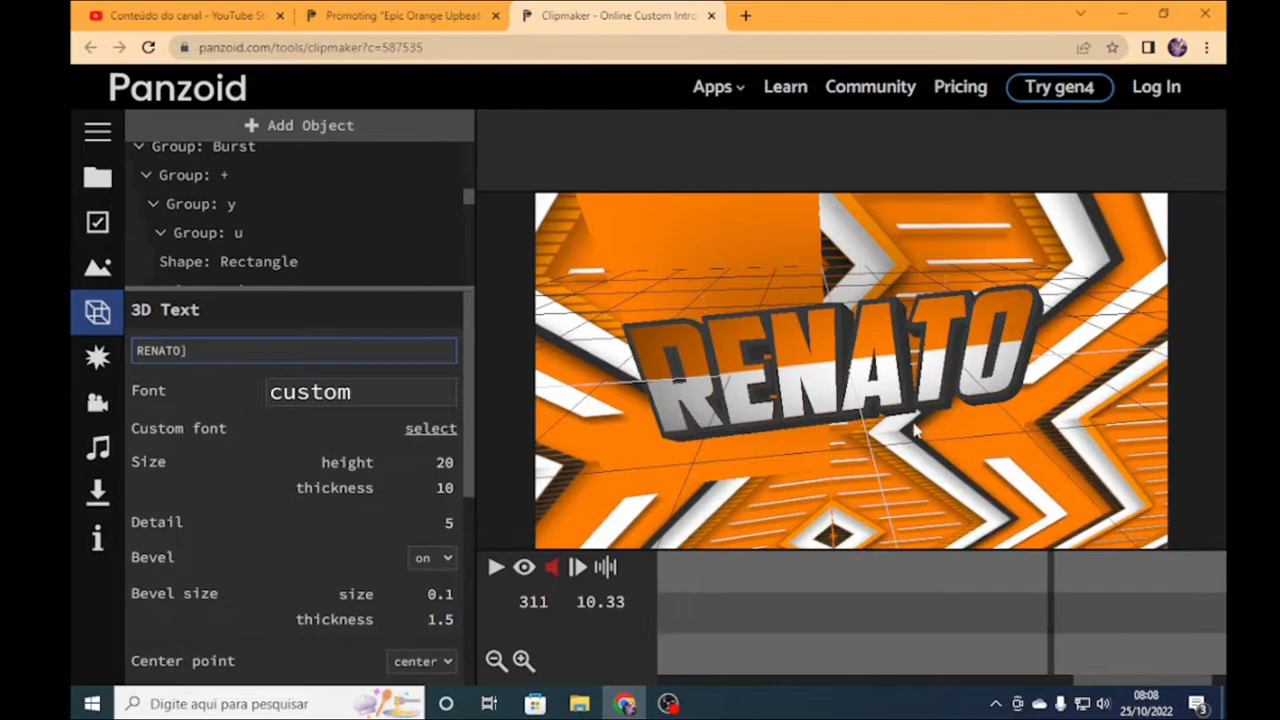 Conteúdo do canal - YouTube St
Promoting "Epic Orange Upbeat
Clipmaker - Online Custom Intro
panzoid.com/tools/clipmaker?c=587535
Panzoid
Apps
Learn
Community
Pricing
Try gen4
Log In
+ Add Object
Group: Burst
Group: +
Group: y
Group: u
Shape: Rectangle
3D Text
RENATO]
Font
custom
Custom font
select
Size
height
20
thickness
10
Detail
5
Bevel
on
Bevel size
size
0.1
thickness
1.5
Center point
center
RENATO
311
10.33
Digite aqui para pesquisar
08:08
25/10/2022
3